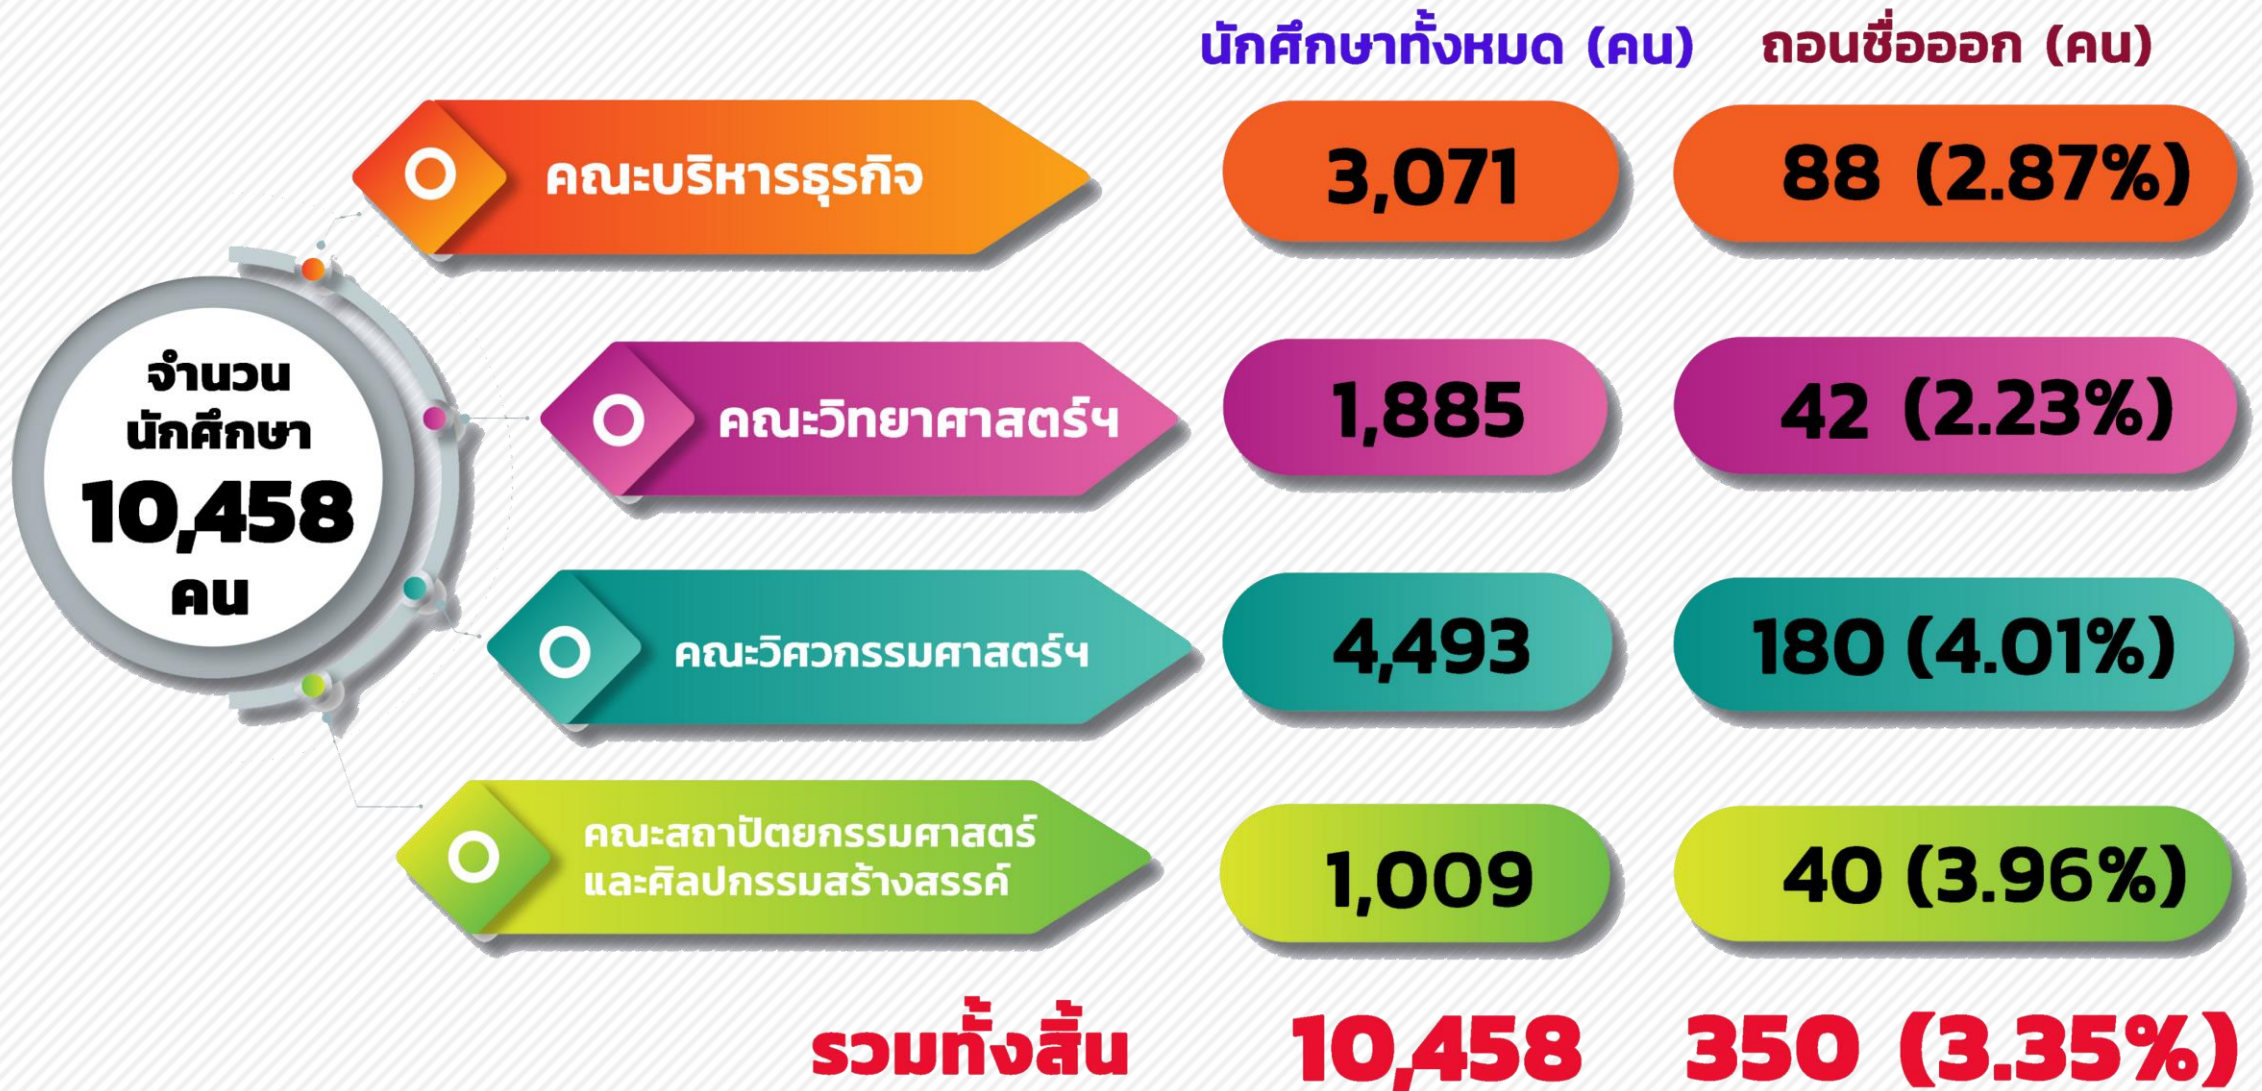 นักศึกษาทั้งหมด (คน) ถอนชื่อออก (คน)
คณะบริหารธุรกิจ 3,071 88 (2.87%)
จำนวน
นักศึกษา
10,458
คน
คณะวิทยาศาสตร์ฯ 1,885 42 (2.23%)
คณะวิศวกรรมศาสตร์ฯ 4,493 180 (4.01%)
คณะสถาปัตยกรรมศาสตร์
และศิลปกรรมสร้างสรรค์ 1,009 40 (3.96%)
รวมทั้งสิ้น 10,458 350 (3.35%)